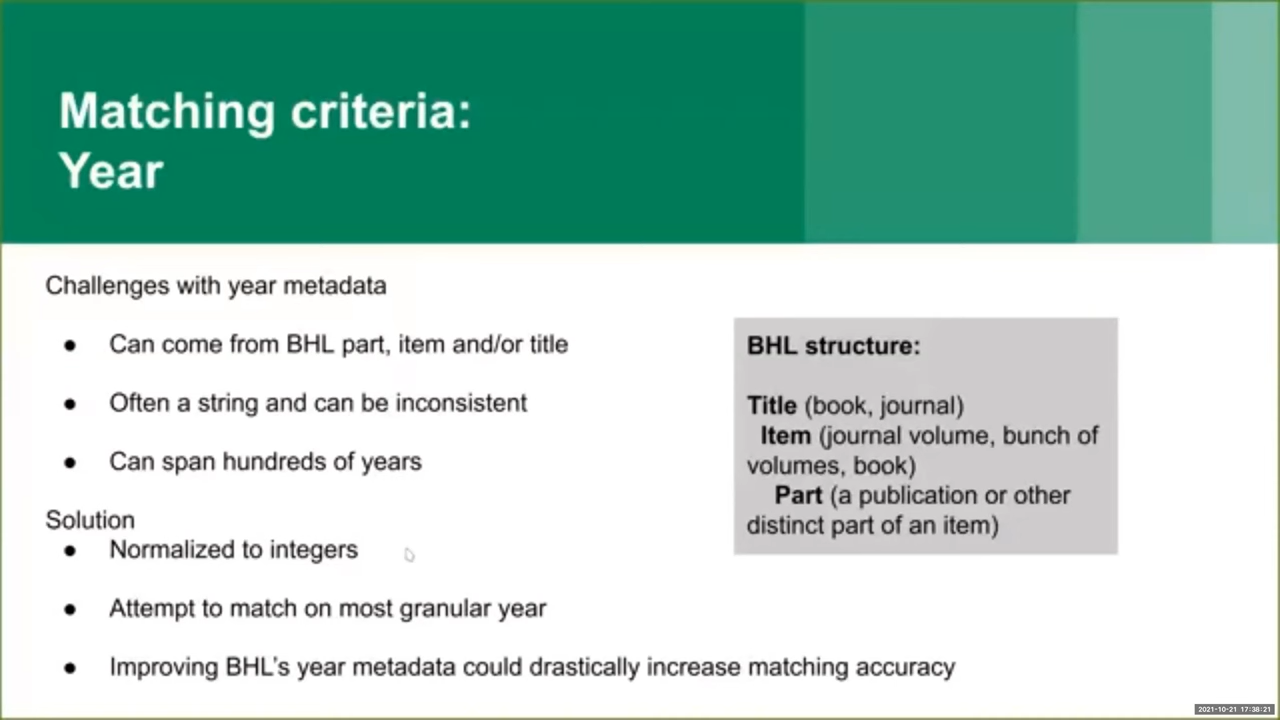 Matching criteria:
Year
Challenges with year metadata
● Can come from BHL part, item and/or title
● Often a string and can be inconsistent
● Can span hundreds of years
Solution
● Normalized to integers
● Attempt to match on most granular year
● Improving BHL's year metadata could drastically increase matching accuracy
BHL structure:
Title (book, journal)
Item (journal volume, bunch of
volumes, book)
Part (a publication or other
distinct part of an item)
2021-10-21 17:38:21